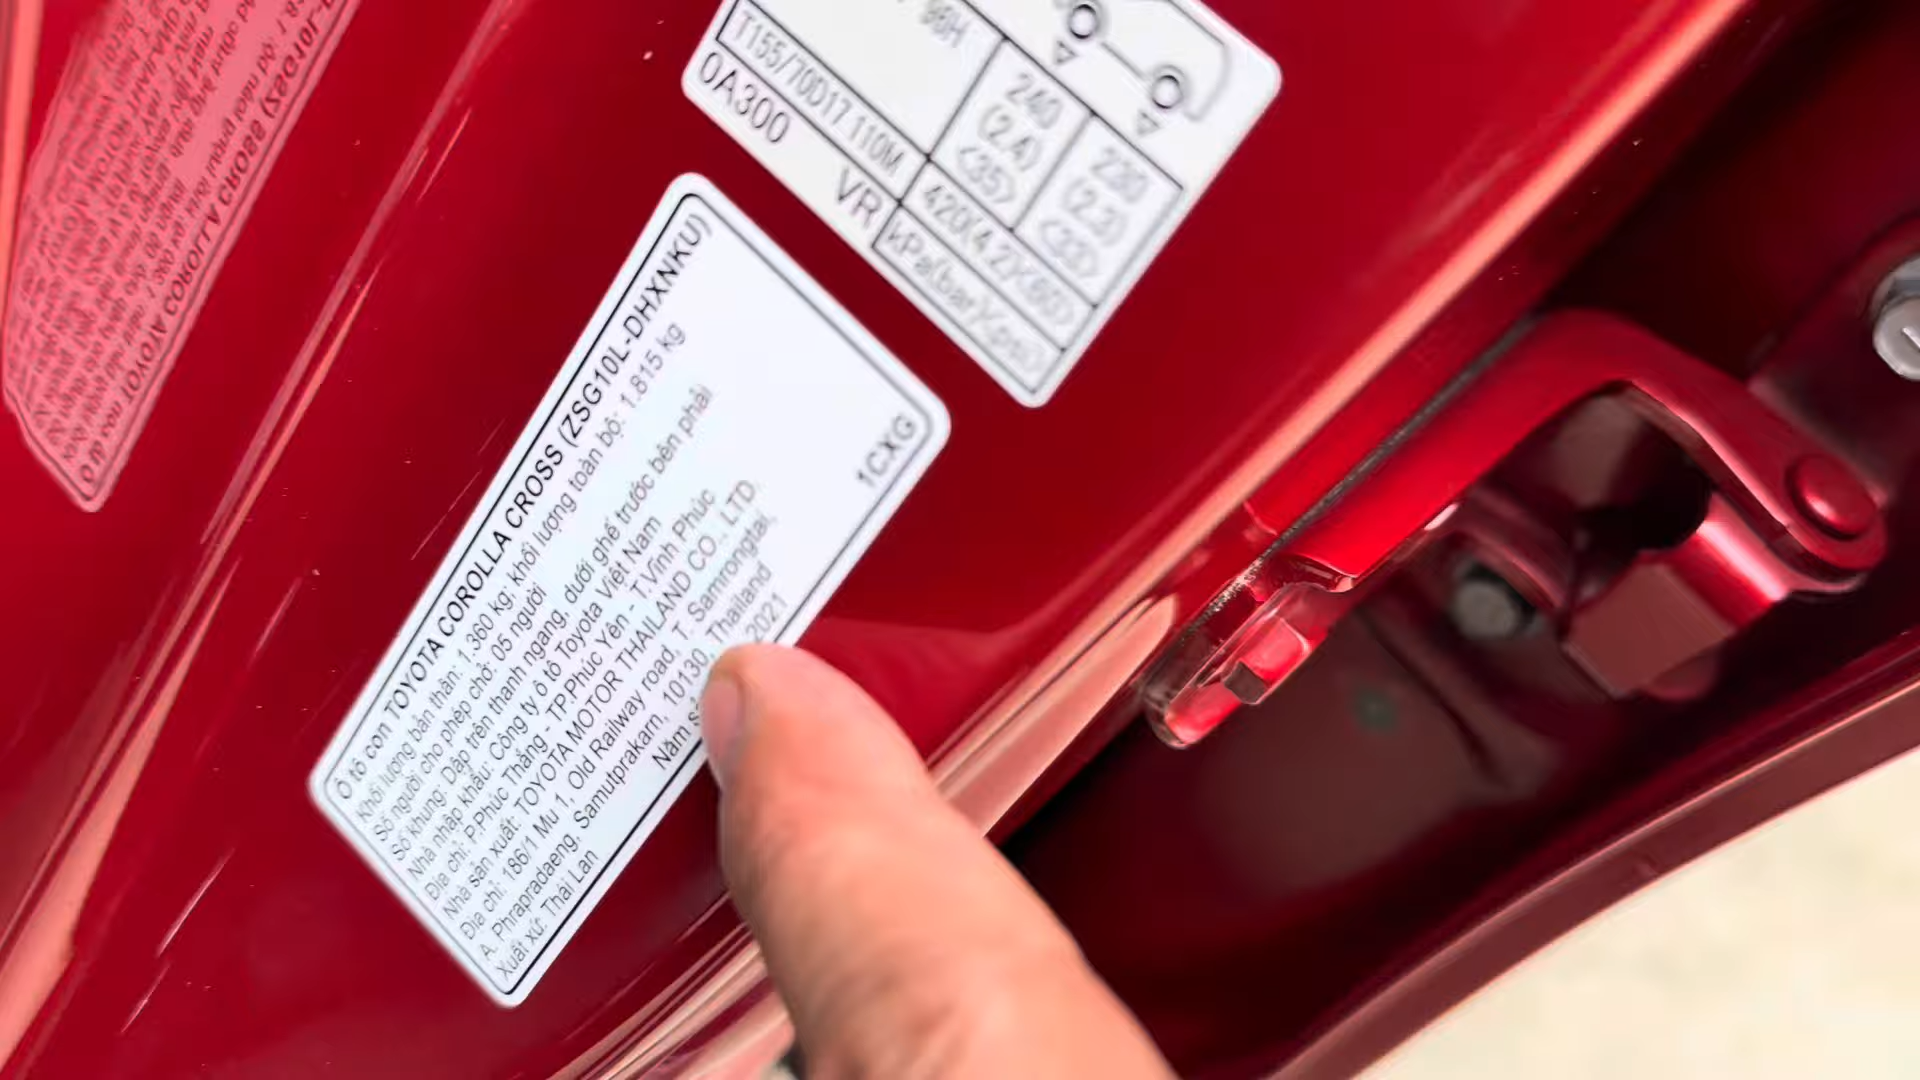 98H
240
(2.4)
<35>
230
(2.3)
<33>
T155/70D17 110M
420(4.2)<60>
0A300
VR
kPa(bar)<psi>
Ô tô con TOYOTA COROLLA CROSS (ZSG10L-DHXNKU)
Khối lượng bản thân: 1.360 kg; khối lượng toàn bộ: 1.815 kg
Số người cho phép chở: 05 người
Số khung: Dập trên thanh ngang, dưới ghế trước bên phải
Nhà nhập khẩu: Công ty ô tô Toyota Việt Nam
Địa chỉ: P.Phúc Thắng - TP.Phúc Yên - T.Vĩnh Phúc
Nhà sản xuất: TOYOTA MOTOR THAILAND CO., LTD.
Địa chỉ: 186/1 Mu 1, Old Railway road, T. Samrongtai,
A. Phrapradaeng, Samutprakarn, 10130, Thailand
Xuất xứ: Thái Lan
Năm 2021
1CXG